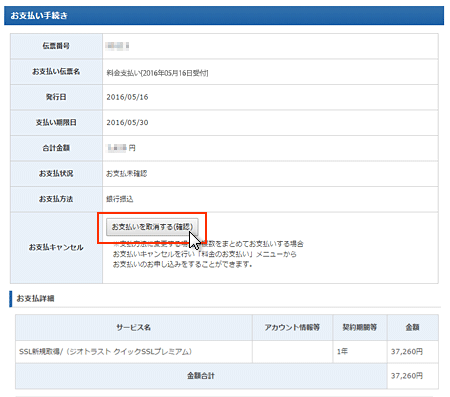 お支払い手続き
伝票番号
お支払い伝票名 料金支払い(2016年05月16日受付)
発行日 2016/05/16
支払い期限日 2016/05/30
合計金額 円
お支払状況 お支払未確認
お支払方法 銀行振込
お支払キャンセル お支払いを取消する(確認)
※支払方法に変更する場 数をまとめてお支払いする場合
お支払いキャンセルを行い「料金のお支払い」メニューから
お支払いのお申し込みをすることができます。
お支払詳細
サービス名 アカウント情報等 契約期間等 金額
SSL新規取得/（ジオトラスト クイックSSLプレミアム） 1年 37,260円
金額合計 37,260円